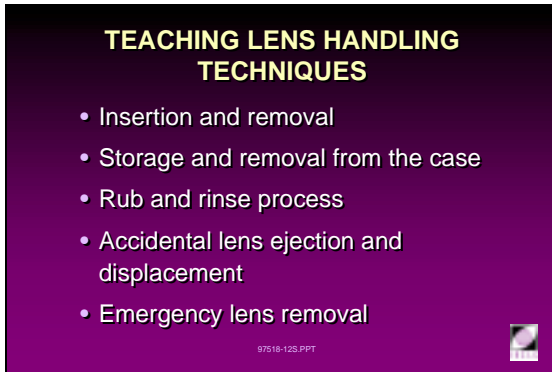 TEACHING LENS HANDLING
TECHNIQUES
• Insertion and removal
• Storage and removal from the case
• Rub and rinse process
• Accidental lens ejection and
displacement
• Emergency lens removal
97518-12S.PPT